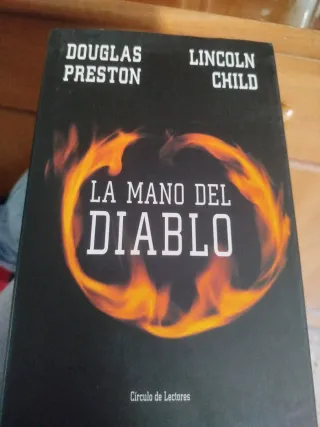 DOUGLAS PRESTON
LINCOLN CHILD
LA MANO DEL
DIABLO
Círculo de Lectores